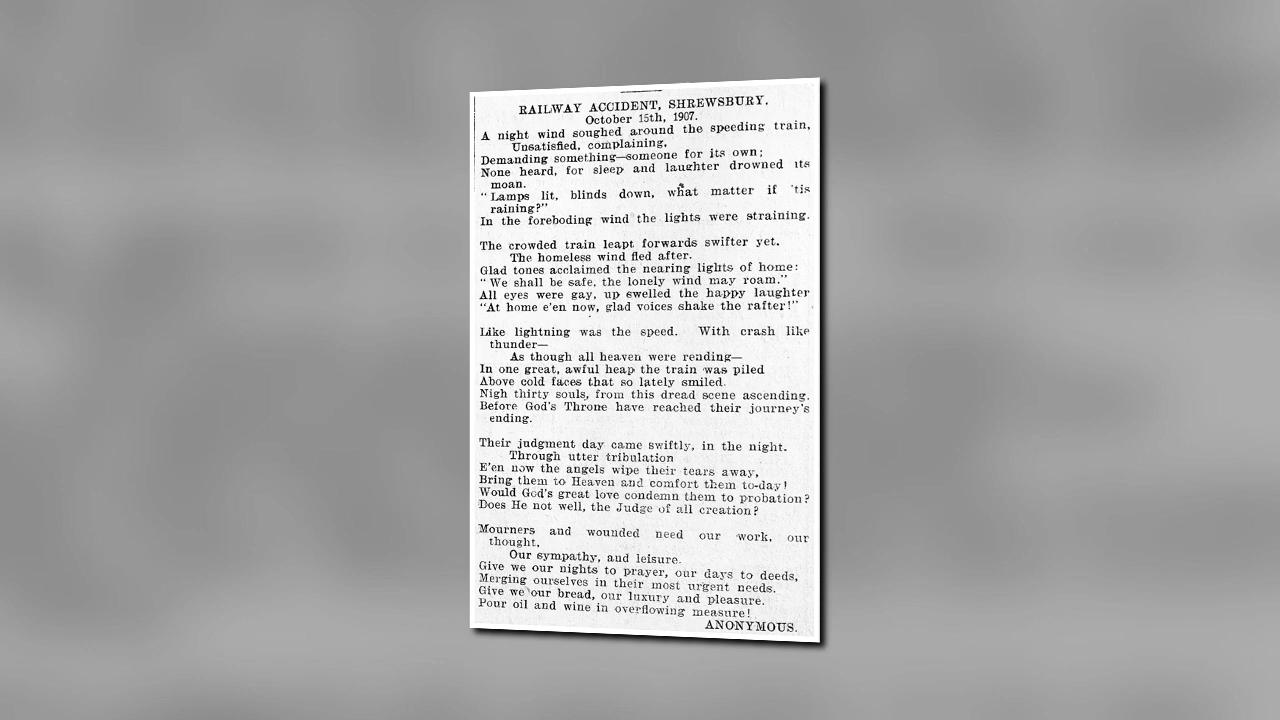 RAILWAY ACCIDENT, SHREWSBURY.
October 15th, 1907.
A night wind soughed around the speeding train,
Unsatisfied, complaining,
Demanding something—someone for its own;
None heard, for sleep and laughter drowned its
moan.
"Lamps lit, blinds down, what matter if 'tis
raining?"
In the foreboding wind the lights were straining.
The crowded train leapt forwards swifter yet.
The homeless wind fled after.
Glad tones acclaimed the nearing lights of home:
"We shall be safe, the lonely wind may roam."
All eyes were gay, up swelled the happy laughter
"At home e'en now, glad voices shake the rafter!"
Like lightning was the speed. With crash like
thunder—
As though all heaven were rending—
In one great, awful heap the train was piled
Above cold faces that so lately smiled.
Nigh thirty souls, from this dread scene ascending,
Before God's Throne have reached their journey's
ending.
Their judgment day came swiftly, in the night.
Through utter tribulation
E'en now the angels wipe their tears away,
Bring them to Heaven and comfort them to-day!
Would God's great love condemn them to probation?
Does He not well, the Judge of all creation?
Mourners and wounded need our work, our
thought,
Our sympathy, and leisure.
Give we our nights to prayer, our days to deeds,
Merging ourselves in their most urgent needs.
Give we our bread, our luxury and pleasure.
Pour oil and wine in overflowing measure!
ANONYMOUS.